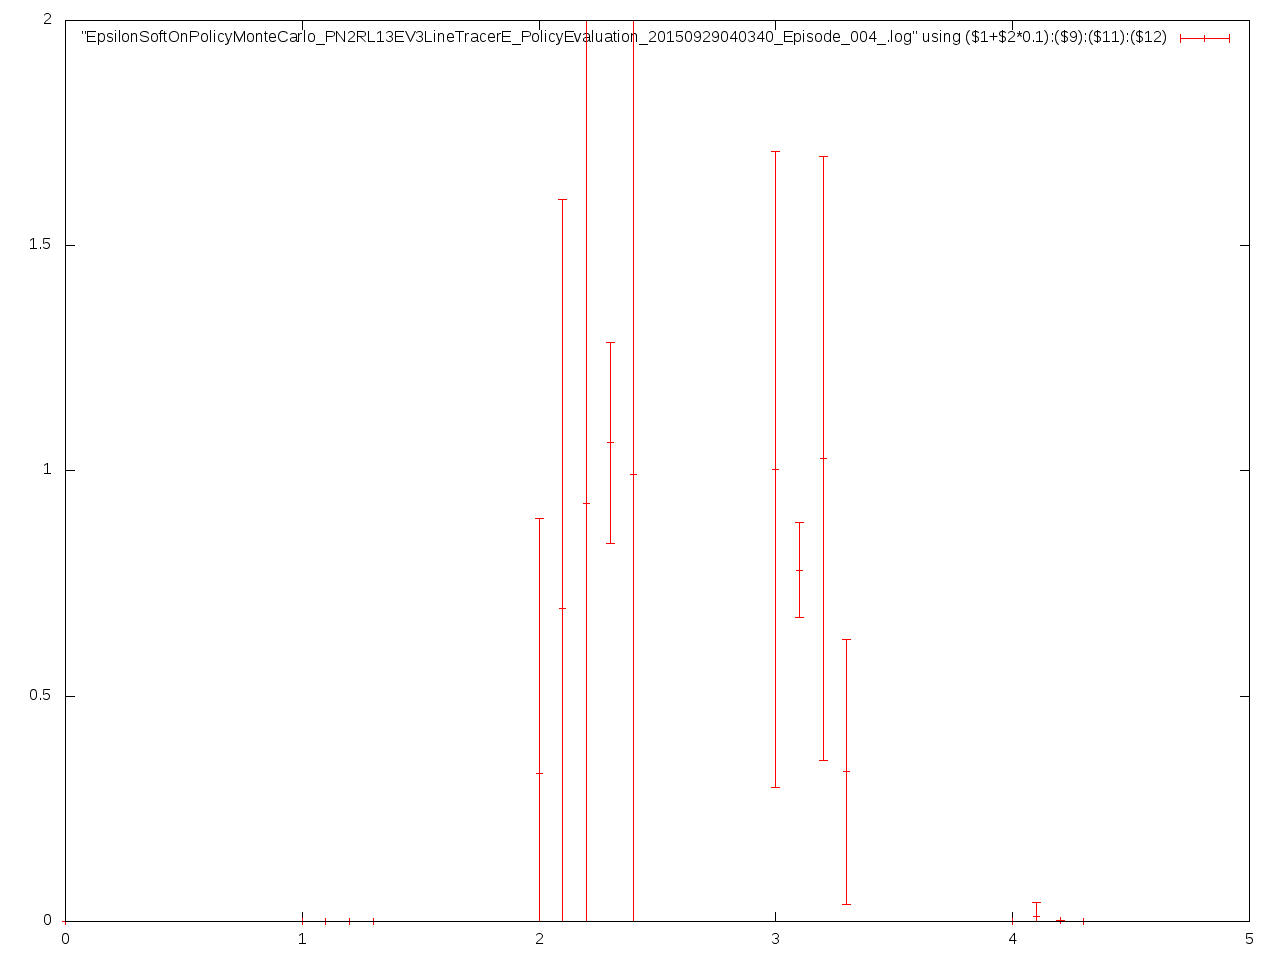 2
"EpsilonSoftOnPolicyMonteCarlo_PN2RL13EV3LineTracerE_PolicyEvaluation_20150929040340_Episode_004_.log" using ($1+$2*0.1):($9):($11):($12)
1.5
1
0.5
0
0 1 2 3 4 5